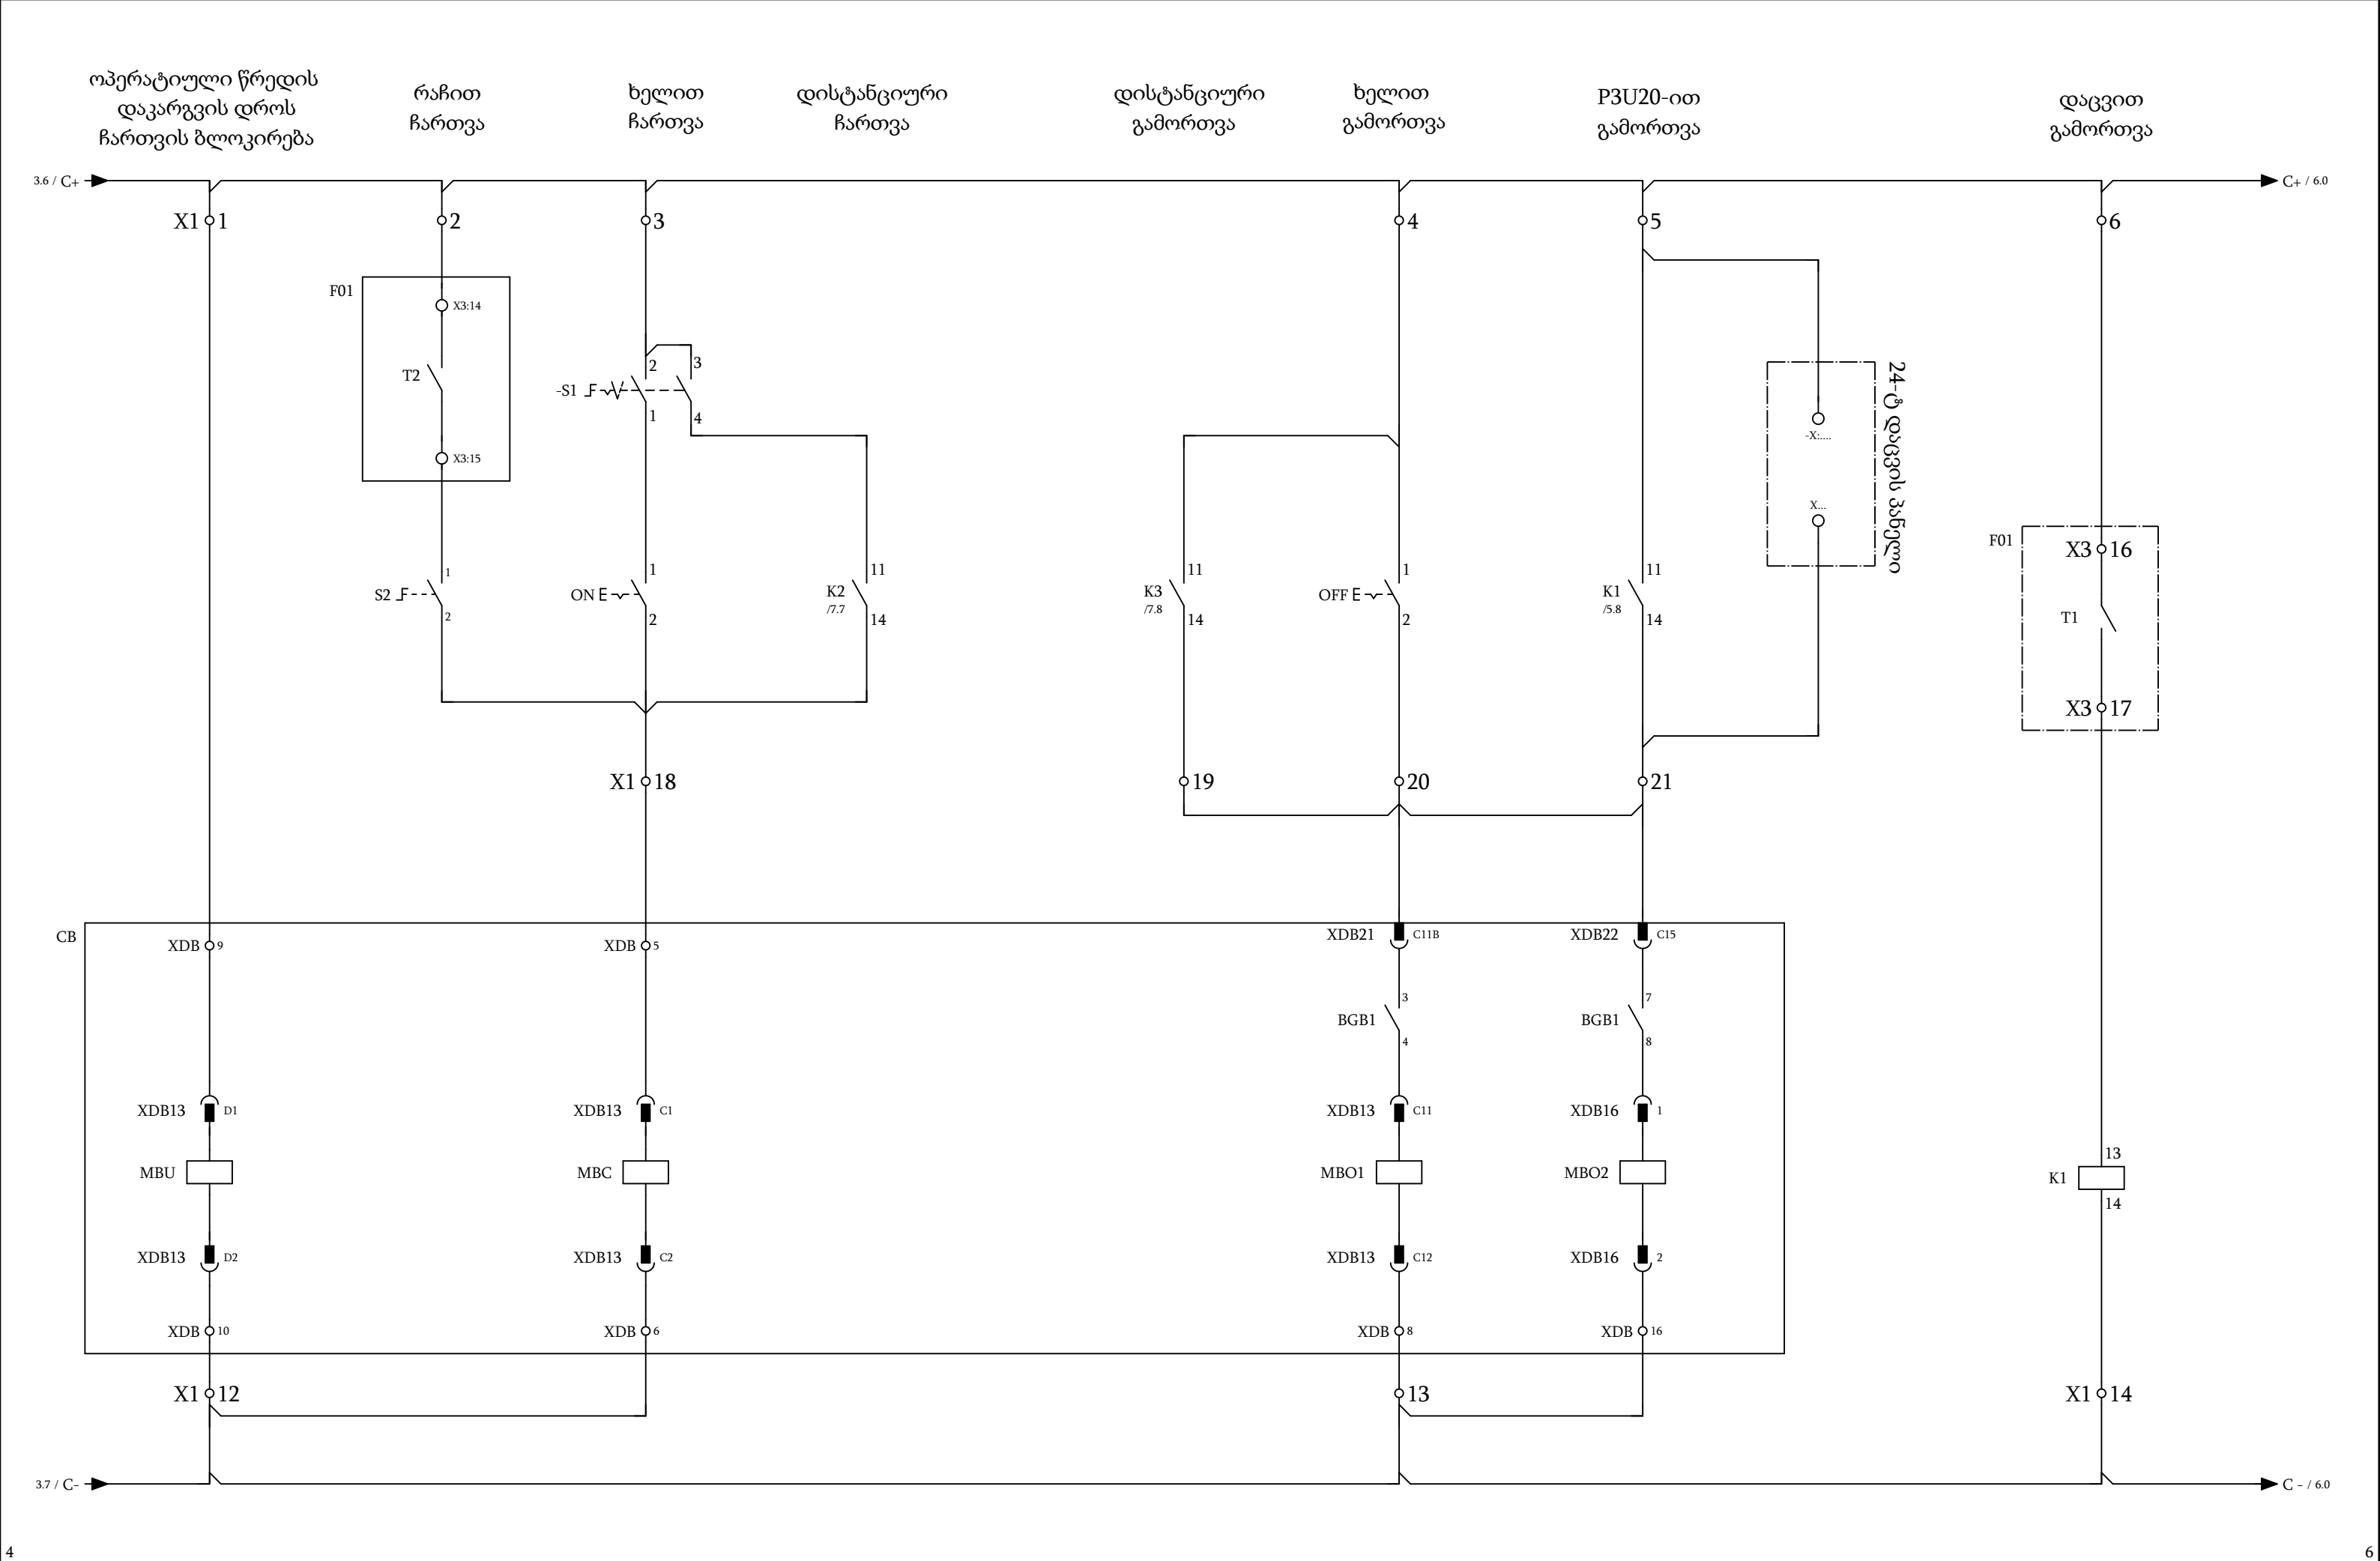 ოპერატიული წრედის
დაკარგვის დროს
ჩართვის ბლოკირება
რაჩით
ჩართვა
ხელით
ჩართვა
დისტანციური
ჩართვა
დისტანციური
გამორთვა
ხელით
გამორთვა
P3U20-ით
გამორთვა
დაცვით
გამორთვა
3.6 / C+
C+ / 6.0
X1 1
2
3
4
5
6
F01
X3:14
T2
X3:15
2
3
-S1
1
4
-X:....
X...
24-ტ დაცვის პანელი
F01
X3 16
T1
X3 17
1
S2
2
1
ON
2
11
K2
/7.7
14
11
K3
/7.8
14
1
OFF
2
11
K1
/5.8
14
X1 18
19
20
21
CB
XDB 9
XDB 5
XDB21 C11B
XDB22 C15
3
BGB1
4
7
BGB1
8
XDB13 D1
XDB13 C1
XDB13 C11
XDB16 1
MBU
MBC
MBO1
MBO2
13
K1
14
XDB13 D2
XDB13 C2
XDB13 C12
XDB16 2
XDB 10
XDB 6
XDB 8
XDB 16
X1 12
13
X1 14
3.7 / C-
C - / 6.0
4
6